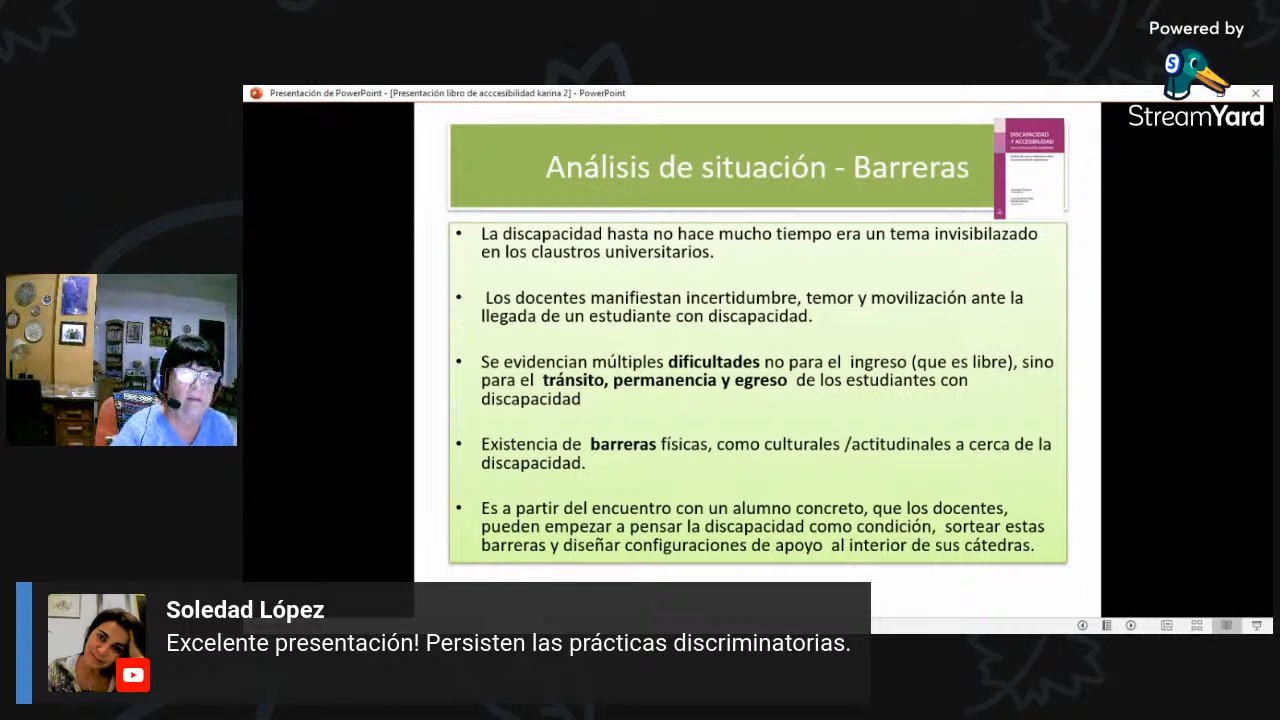 Powered by
StreamYard
Presentación de PowerPoint - [Presentación libro de acccesibilidad karina 2] - PowerPoint
Análisis de situación - Barreras
DISCAPACIDAD
Y ACCESIBILIDAD
• La discapacidad hasta no hace mucho tiempo era un tema invisibilazado
en los claustros universitarios.
• Los docentes manifiestan incertidumbre, temor y movilización ante la
llegada de un estudiante con discapacidad.
• Se evidencian múltiples dificultades no para el ingreso (que es libre), sino
para el tránsito, permanencia y egreso de los estudiantes con
discapacidad
• Existencia de barreras físicas, como culturales /actitudinales a cerca de la
discapacidad.
• Es a partir del encuentro con un alumno concreto, que los docentes,
pueden empezar a pensar la discapacidad como condición, sortear estas
barreras y diseñar configuraciones de apoyo al interior de sus cátedras.
Soledad López
Excelente presentación! Persisten las prácticas discriminatorias.